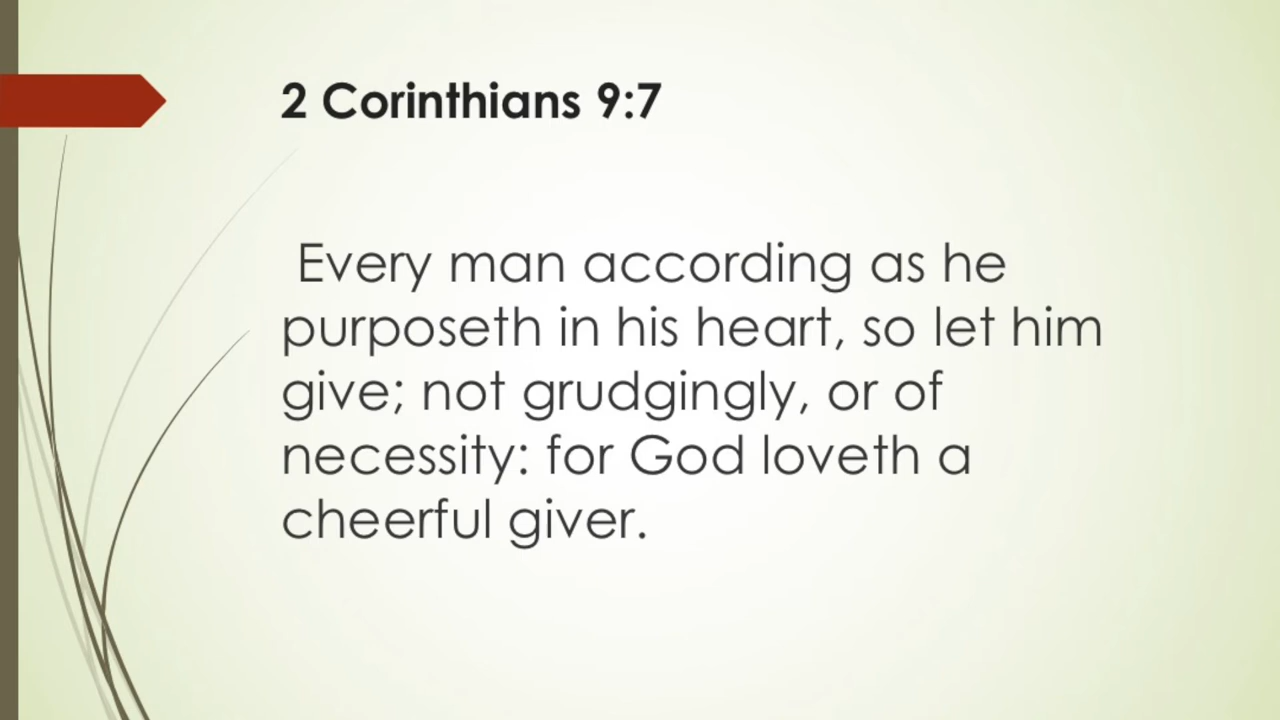 2 Corinthians 9:7
Every man according as he
purposeth in his heart, so let him
give; not grudgingly, or of
necessity: for God loveth a
cheerful giver.